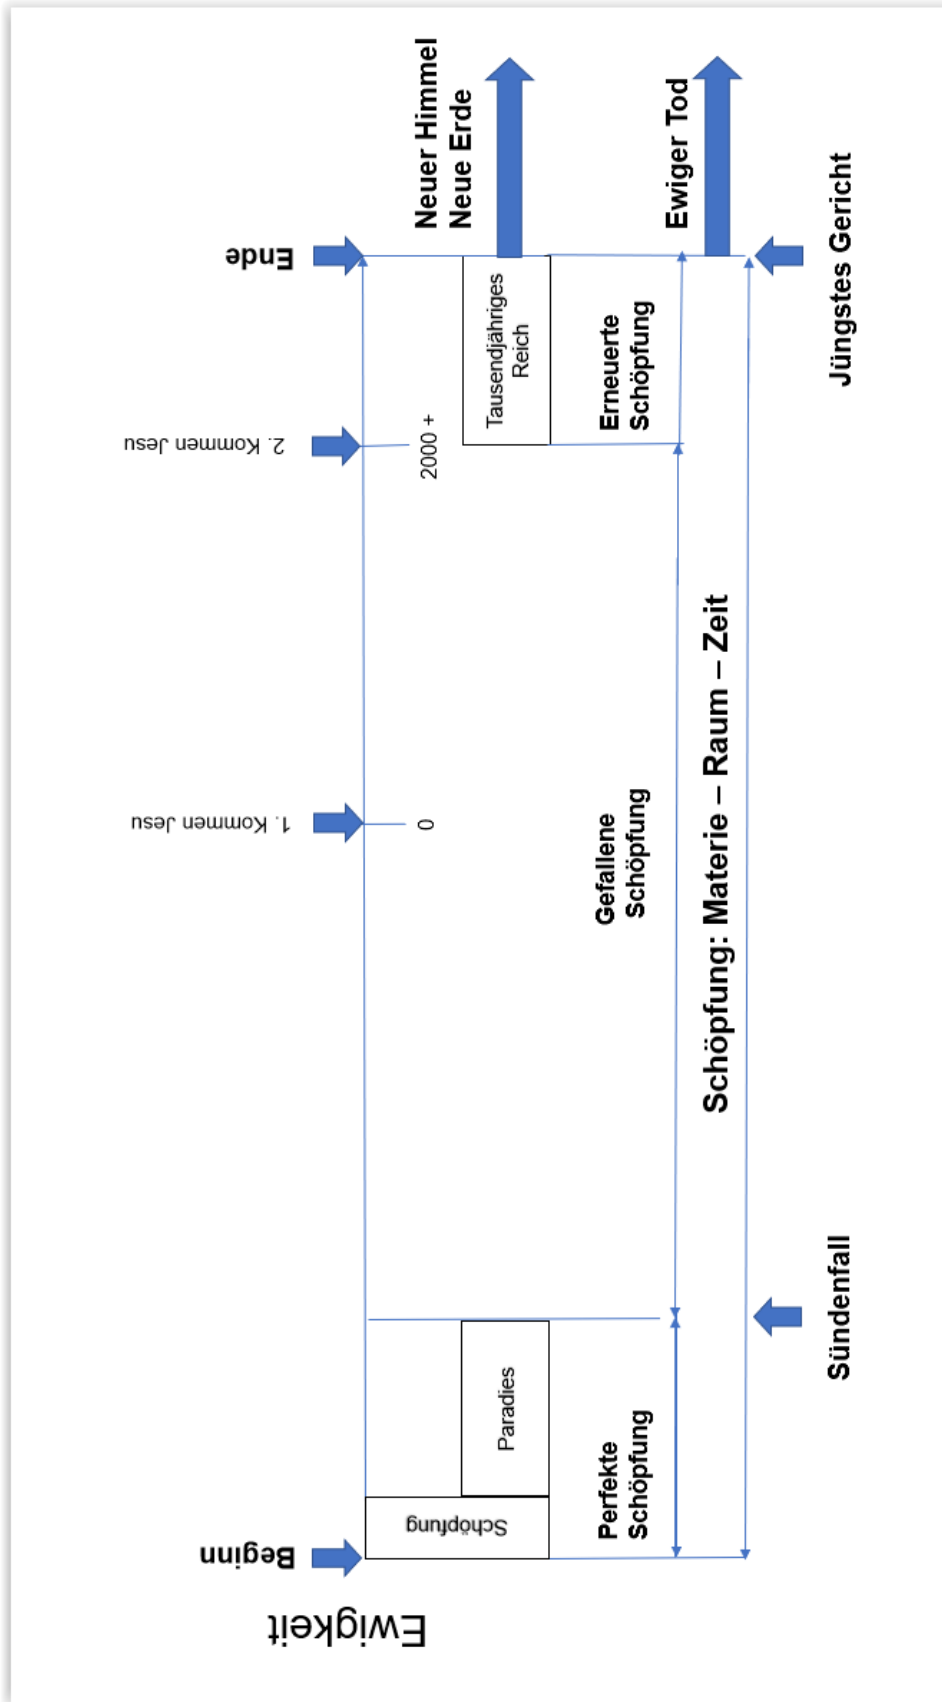 Ewigkeit
Beginn
1. Kommen Jesu
2. Kommen Jesu
Ende
Schöpfung
Paradies
0
2000 +
Tausendjähriges
Reich
Neuer Himmel
Neue Erde
Perfekte
Schöpfung
Gefallene
Schöpfung
Erneuerte
Schöpfung
Ewiger Tod
Schöpfung: Materie – Raum – Zeit
Sündenfall
Jüngstes Gericht